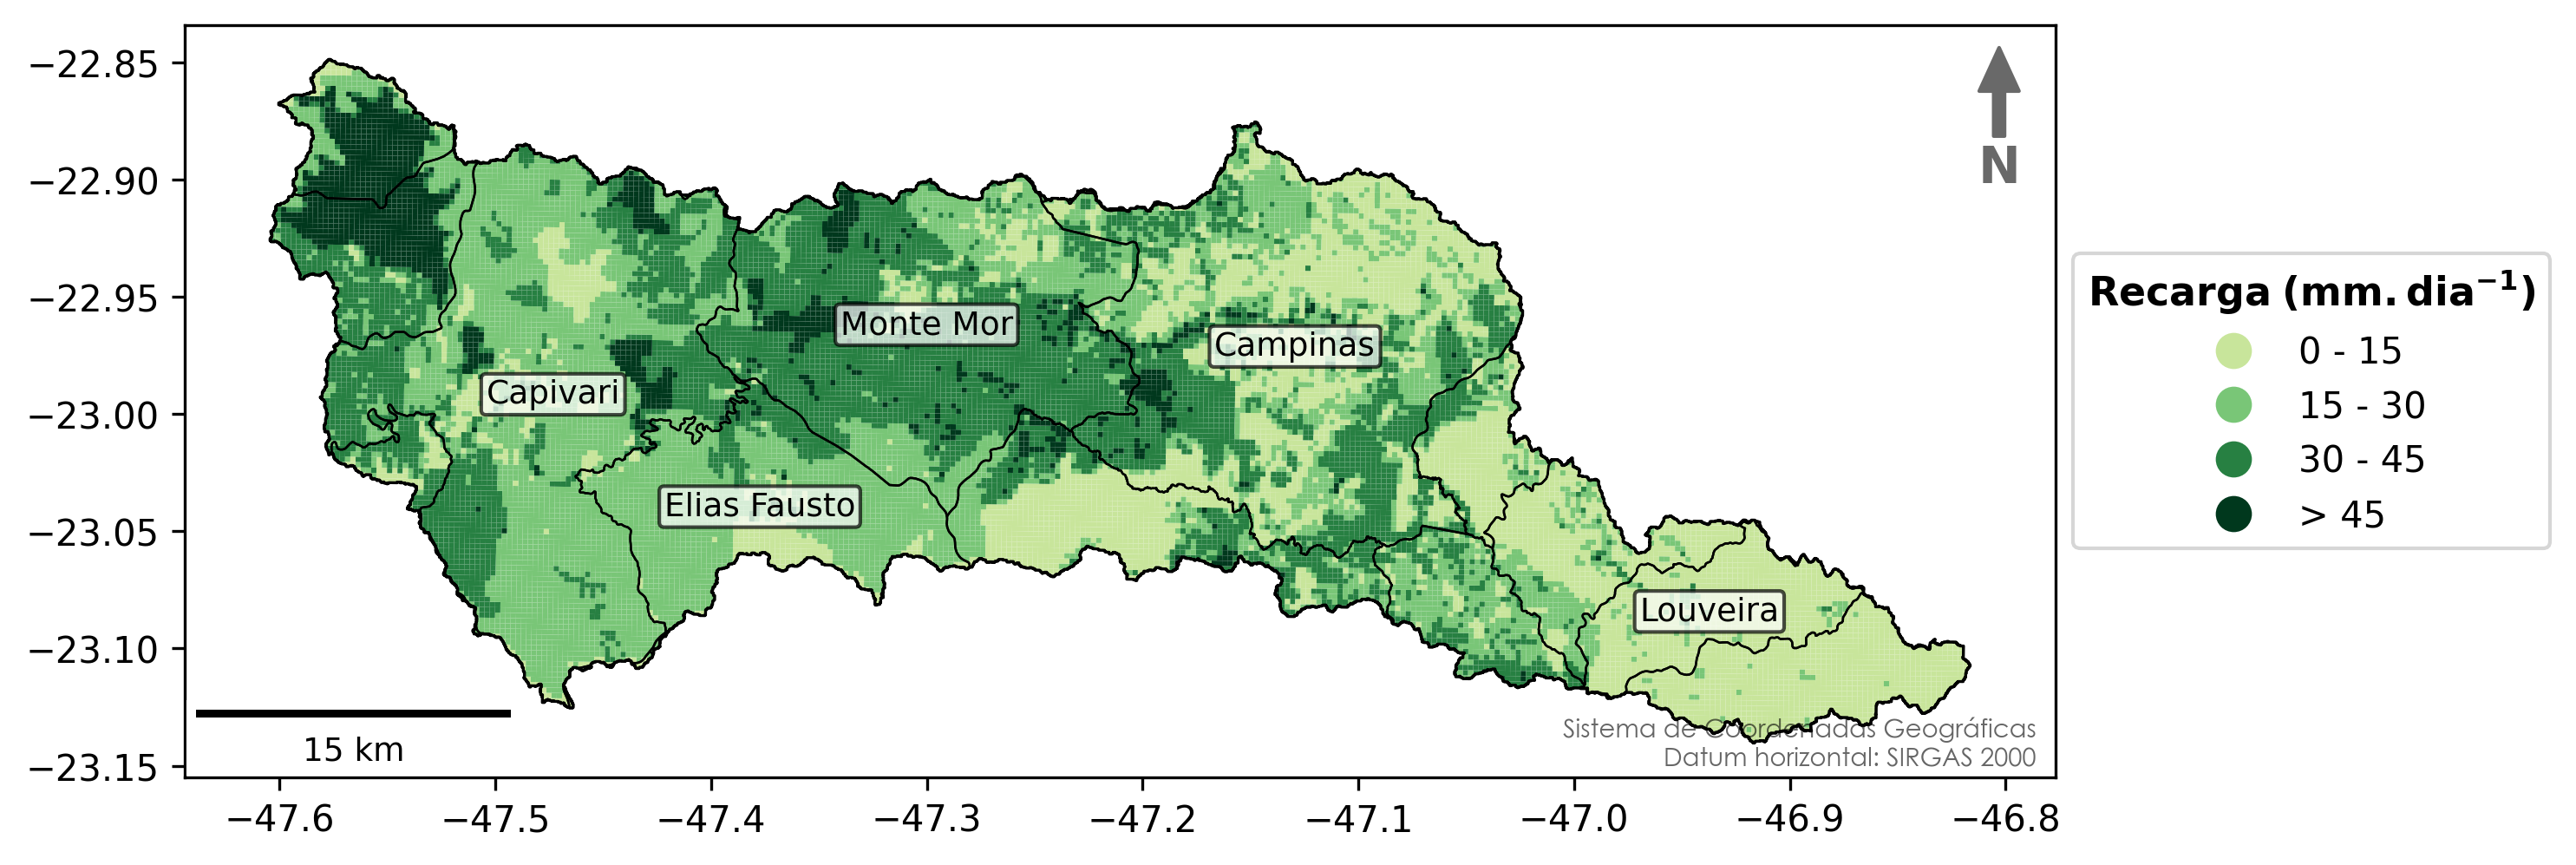 −22.85
−22.90
−22.95
−23.00
−23.05
−23.10
−23.15
N
Monte Mor
Campinas
Capivari
Elias Fausto
Louveira
15 km
Sistema de Coordenadas Geográficas
Datum horizontal: SIRGAS 2000
−47.6
−47.5
−47.4
−47.3
−47.2
−47.1
−47.0
−46.9
−46.8
Recarga (mm.dia⁻¹)
0 - 15
15 - 30
30 - 45
> 45